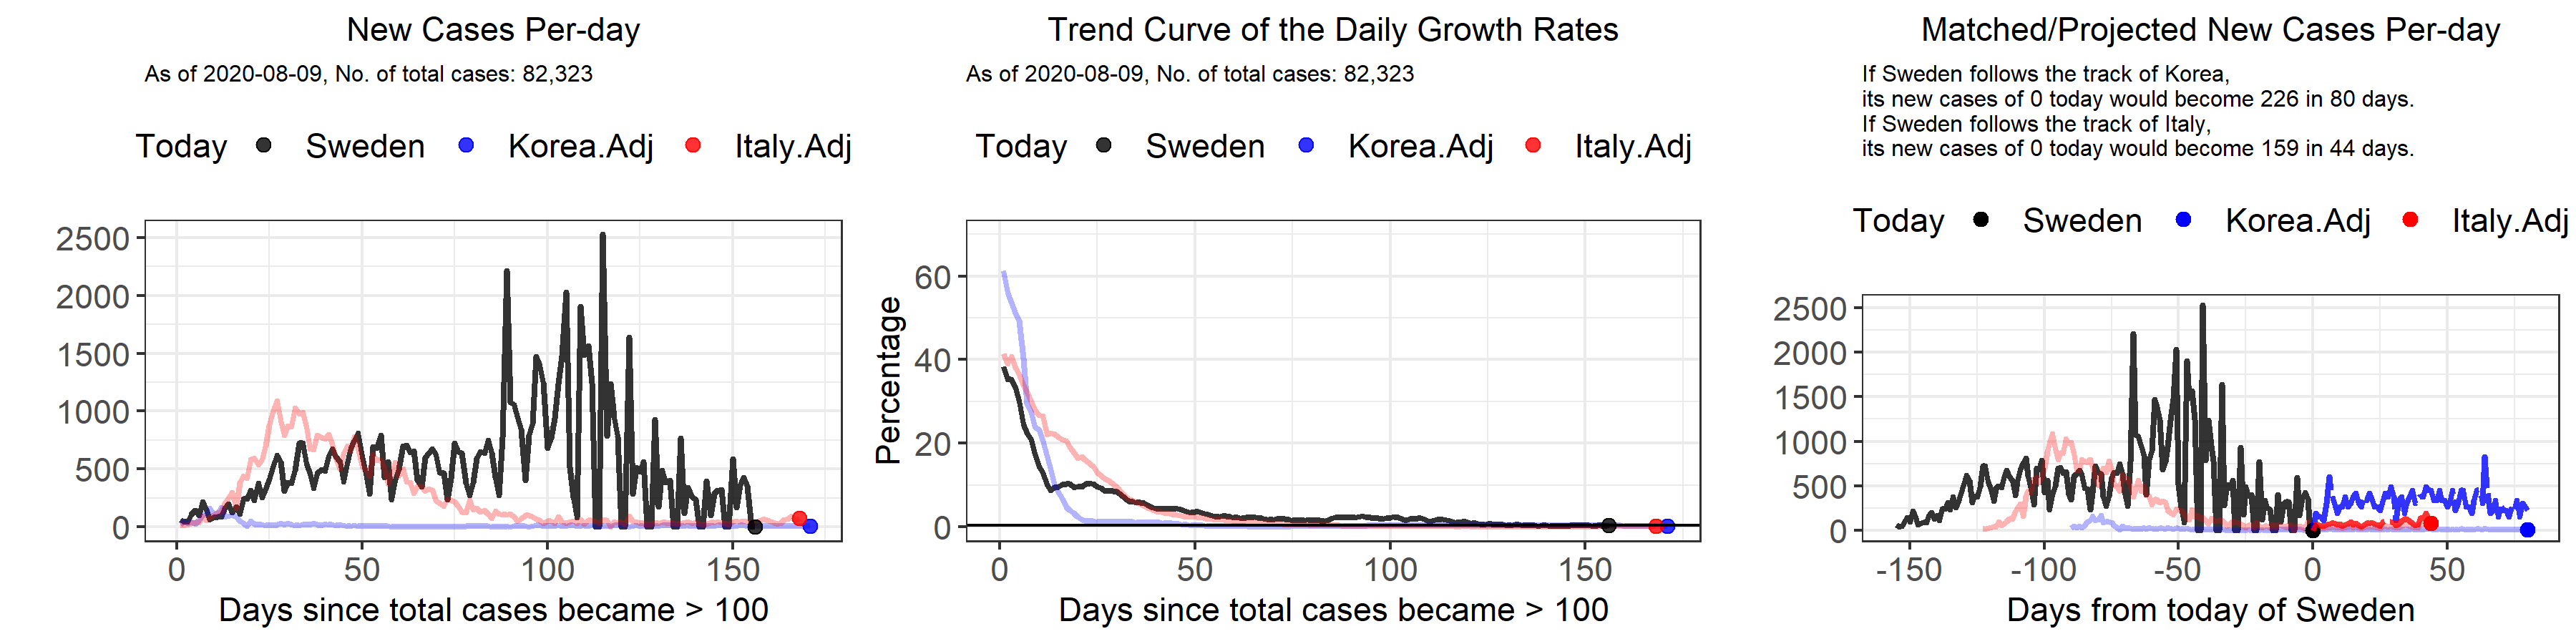 New Cases Per-day
As of 2020-08-09, No. of total cases: 82,323
Today Sweden Korea.Adj Italy.Adj
2500
2000
1500
1000
500
0
0 50 100 150
Days since total cases became > 100
Trend Curve of the Daily Growth Rates
As of 2020-08-09, No. of total cases: 82,323
Today Sweden Korea.Adj Italy.Adj
Percentage
60
40
20
0
0 50 100 150
Days since total cases became > 100
Matched/Projected New Cases Per-day
If Sweden follows the track of Korea,
its new cases of 0 today would become 226 in 80 days.
If Sweden follows the track of Italy,
its new cases of 0 today would become 159 in 44 days.
Today Sweden Korea.Adj Italy.Adj
2500
2000
1500
1000
500
0
-150 -100 -50 0 50
Days from today of Sweden